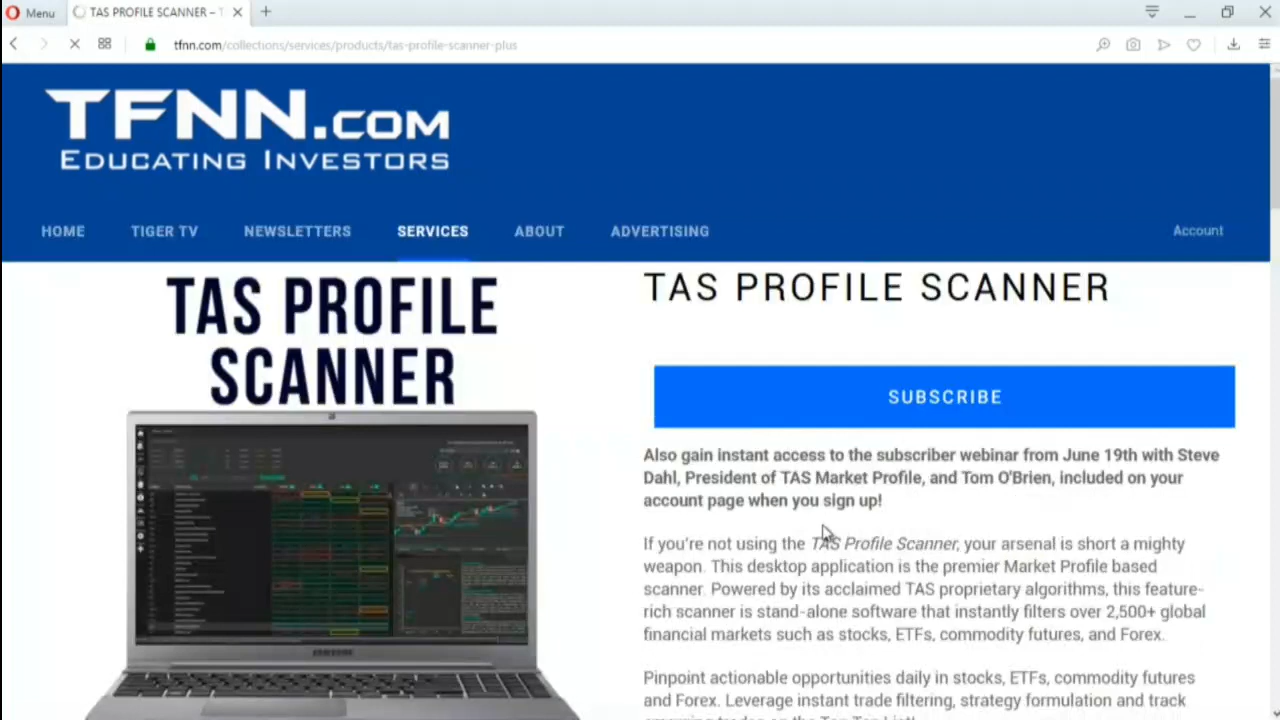 Menu
TAS PROFILE SCANNER –
tfnn.com/collections/services/products/tas-profile-scanner-plus
TFNN.COM
EDUCATING INVESTORS
HOME TIGER TV NEWSLETTERS SERVICES ABOUT ADVERTISING Account
TAS PROFILE
SCANNER
SAMSUNG
TAS PROFILE SCANNER
SUBSCRIBE
Also gain instant access to the subscriber webinar from June 19th with Steve
Dahl, President of TAS Market Profile, and Tom O'Brien, included on your
account page when you sign up!
If you're not using the TAS Profile Scanner, your arsenal is short a mighty
weapon. This desktop application is the premier Market Profile based
scanner. Powered by its acclaimed TAS proprietary algorithms, this feature-
rich scanner is stand-alone software that instantly filters over 2,500+ global
financial markets such as stocks, ETFs, commodity futures, and Forex.
Pinpoint actionable opportunities daily in stocks, ETFs, commodity futures
and Forex. Leverage instant trade filtering, strategy formulation and track